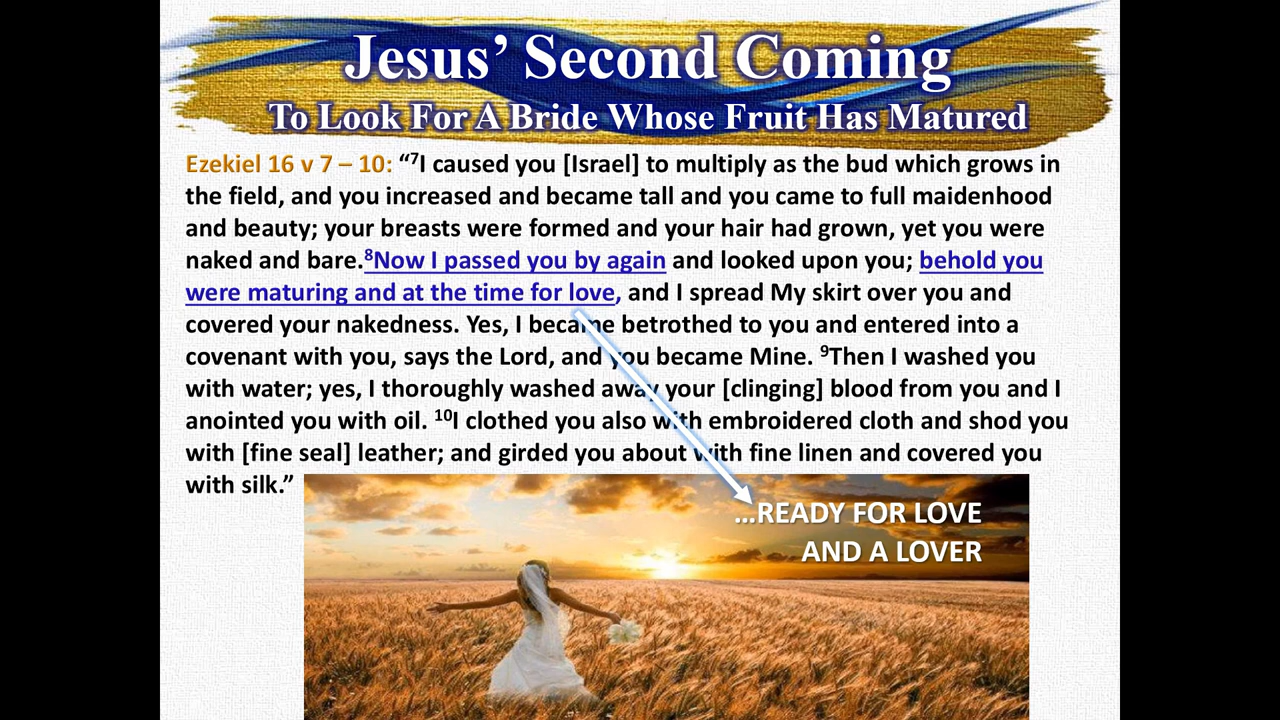 Jesus’ Second Coming
To Look For A Bride Whose Fruit Has Matured
Ezekiel 16 v 7 – 10: “⁷I caused you [Israel] to multiply as the bud which grows in
the field, and you increased and became tall and you came to full maidenhood
and beauty; your breasts were formed and your hair had grown, yet you were
naked and bare.⁸Now I passed you by again and looked upon you; behold you
were maturing and at the time for love, and I spread My skirt over you and
covered your nakedness. Yes, I became betrothed to you and entered into a
covenant with you, says the Lord, and you became Mine. ⁹Then I washed you
with water; yes, I thoroughly washed away your [clinging] blood from you and I
anointed you with oil. ¹⁰I clothed you also with embroidered cloth and shod you
with [fine seal] leather; and girded you about with fine linen and covered you
with silk.”
...READY FOR LOVE
AND A LOVER